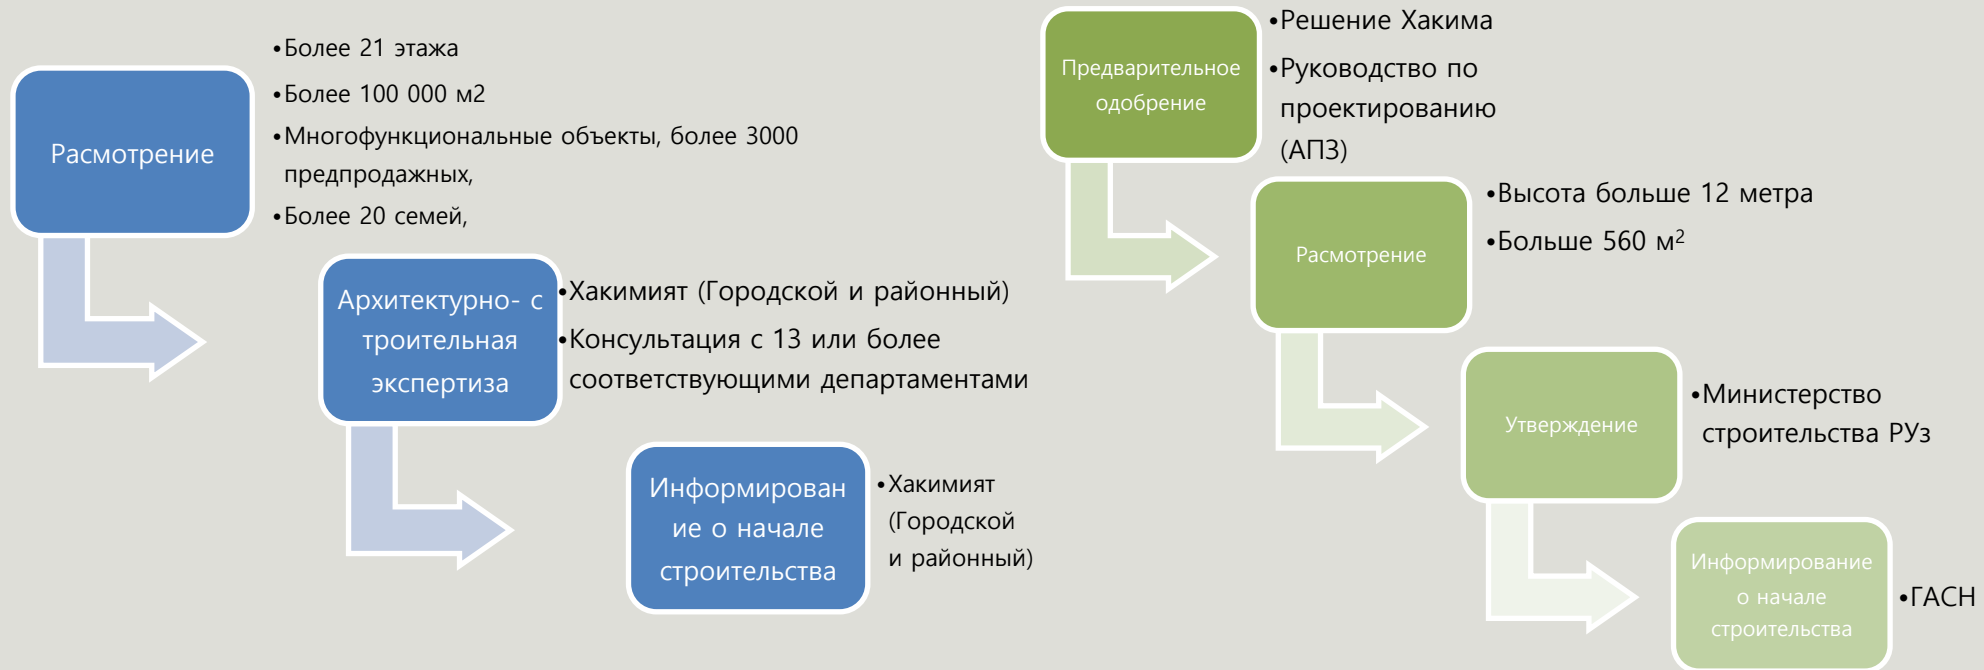 Расмотрение
•Более 21 этажа
•Более 100 000 м2
•Многофункциональные объекты, более 3000
предпродажных,
•Более 20 семей,
Архитектурно- с
троительная
экспертиза
•Хакимият (Городской и районный)
•Консультация с 13 или более
соответствующими департаментами
Информирован
ие о начале
строительства
•Хакимият
(Городской
и районный)
Предварительное
одобрение
•Решение Хакима
•Руководство по
проектированию
(АПЗ)
Расмотрение
•Высота больше 12 метра
•Больше 560 м²
Утверждение
•Министерство
строительства РУз
Информирование
о начале
строительства
•ГАСН